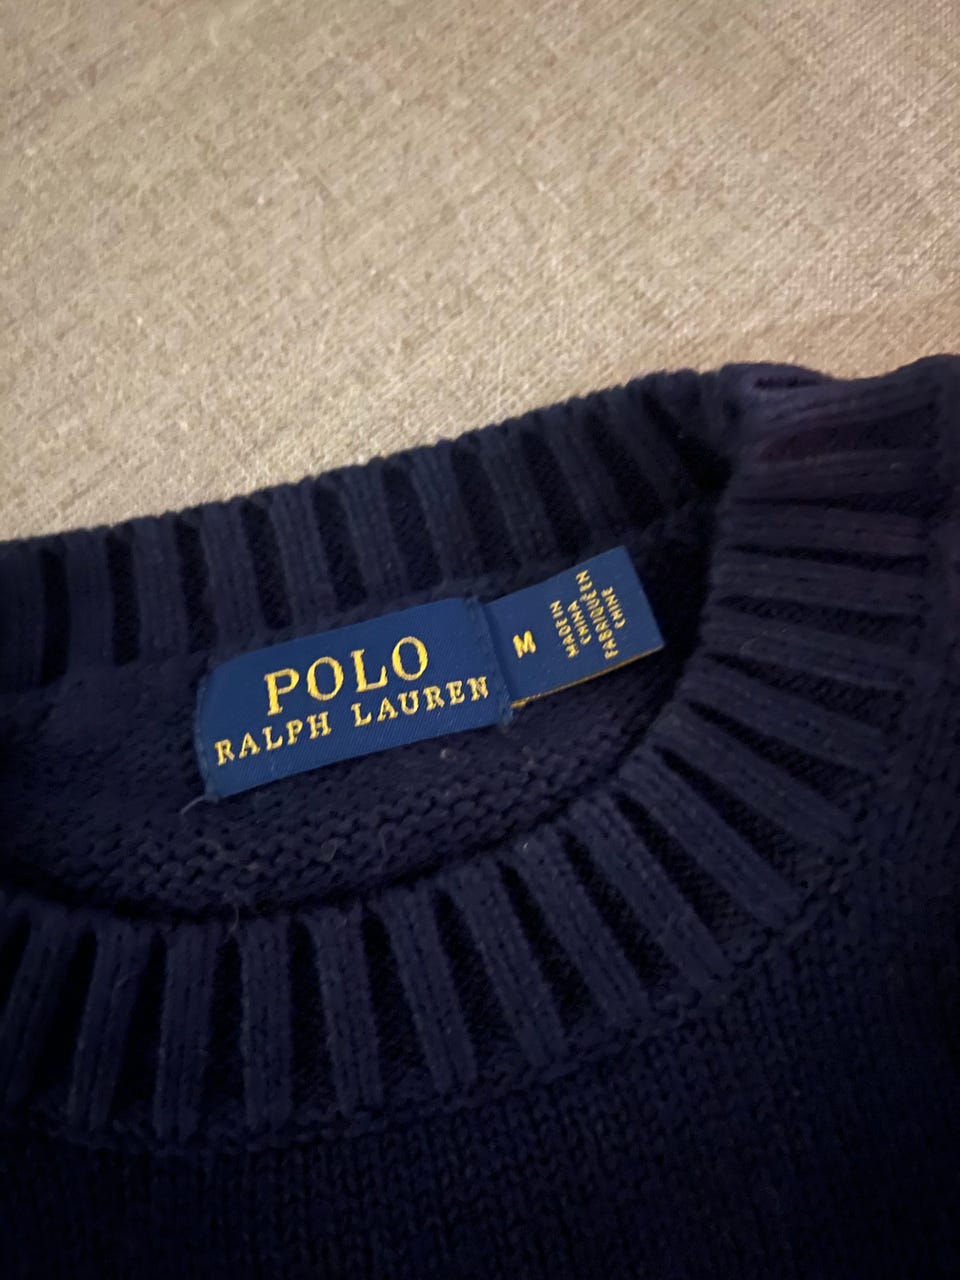 POLO
RALPH LAUREN
M
MADE IN
CHINA
FABRIQUÉ EN
CHINE